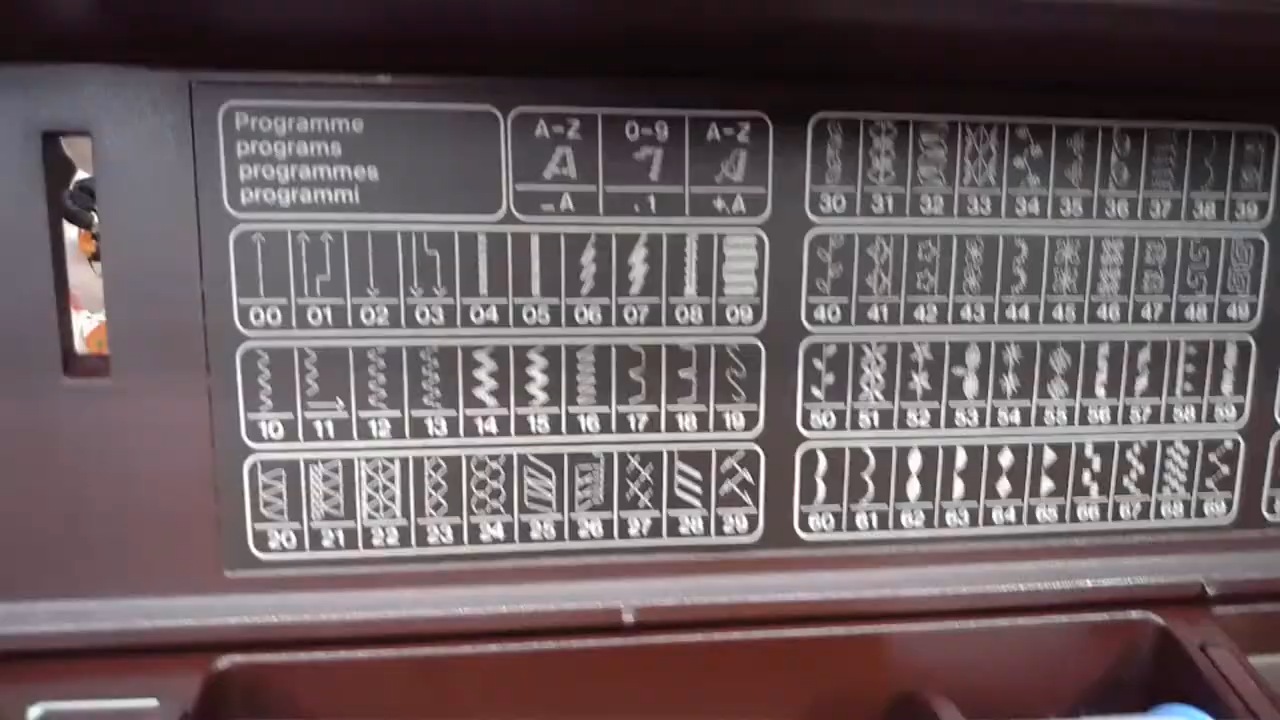 Programme
programs
programmes
programmi
A-Z 0-9 A-Z
A 1 A
-A .1 +.A
00 01 02 03 04 05 06 07 08 09
10 11 12 13 14 15 16 17 18 19
20 21 22 23 24 25 26 27 28 29
30 31 32 33 34 35 36 37 38 39
40 41 42 43 44 45 46 47 48 49
50 51 52 53 54 55 56 57 58 59
60 61 62 63 64 65 66 67 68 69